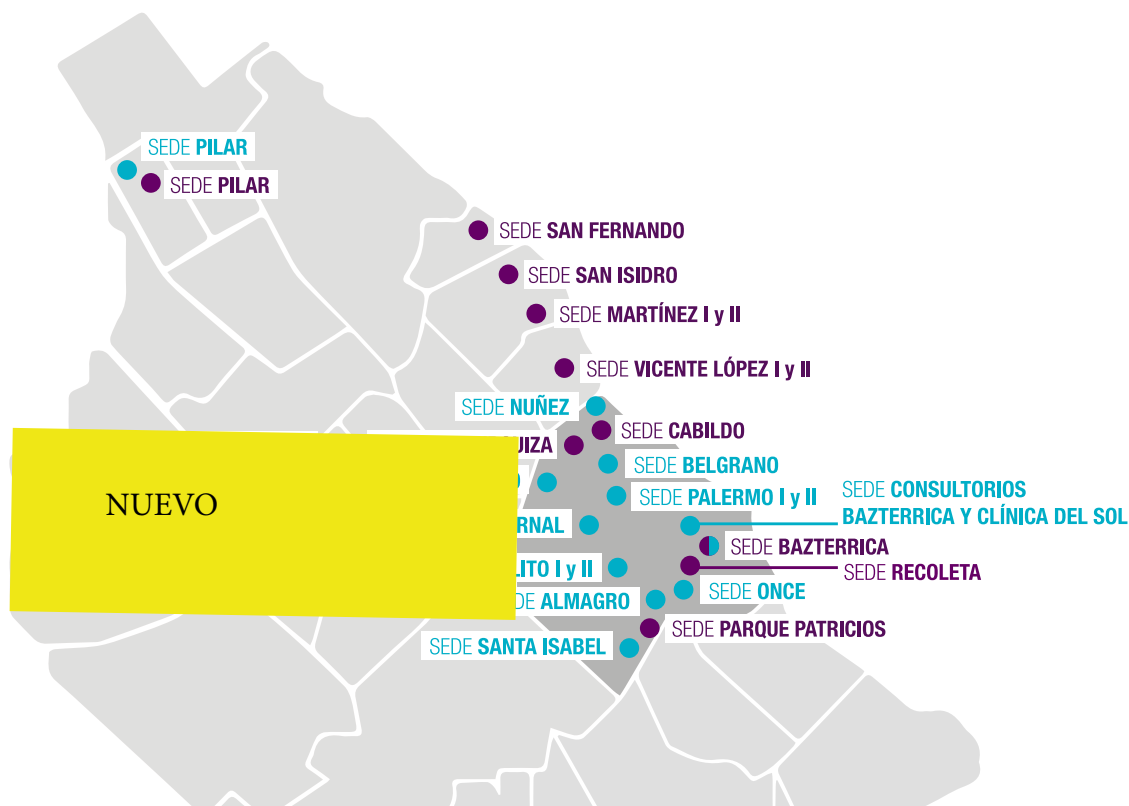 SEDE PILAR
SEDE PILAR
SEDE SAN FERNANDO
SEDE SAN ISIDRO
SEDE MARTÍNEZ I y II
SEDE VICENTE LÓPEZ I y II
SEDE NUÑEZ
SEDE CABILDO
SEDE BELGRANO
SEDE PALERMO I y II
SEDE CONSULTORIOS
BAZTERRICA Y CLÍNICA DEL SOL
NUEVO
SEDE BAZTERRICA
SEDE RECOLETA
I y II
SEDE ONCE
ALMAGRO
SEDE PARQUE PATRICIOS
SEDE SANTA ISABEL